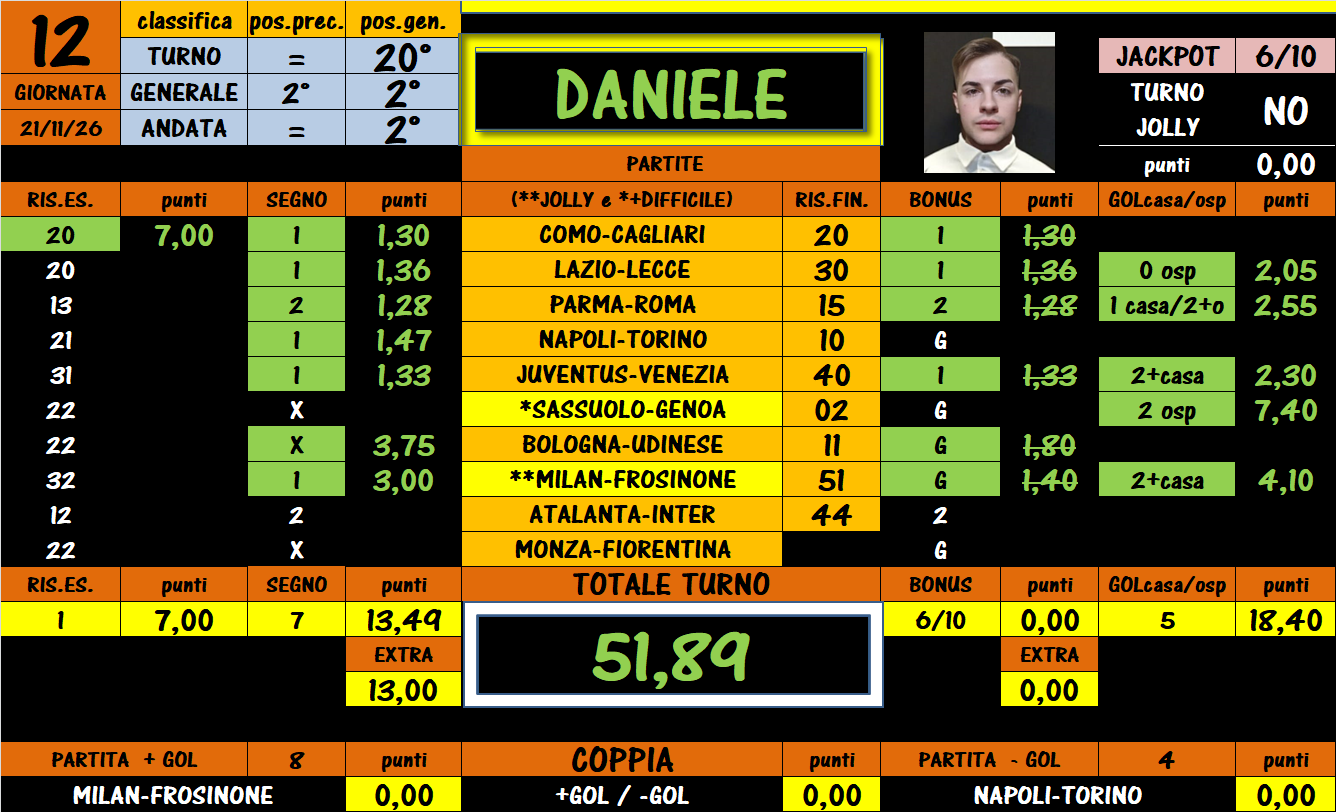 12 classifica pos.prec. pos.gen.
TURNO = 20° DANIELE JACKPOT 6/10
GIORNATA GENERALE 2° 2° TURNO JOLLY NO
21/11/26 ANDATA = 2°
PARTITE punti 0,00
RIS.ES. punti SEGNO punti (**JOLLY e *+DIFFICILE) RIS.FIN. BONUS punti GOLcasa/osp punti
20 7,00 1 1,30 COMO-CAGLIARI 20 1 1,30
20 1 1,36 LAZIO-LECCE 30 1 1,36 0 osp 2,05
13 2 1,28 PARMA-ROMA 15 2 1,28 1 casa/2+o 2,55
21 1 1,47 NAPOLI-TORINO 10 G
31 1 1,33 JUVENTUS-VENEZIA 40 1 1,33 2+casa 2,30
22 X *SASSUOLO-GENOA 02 G 2 osp 7,40
22 X 3,75 BOLOGNA-UDINESE 11 G 1,80
32 1 3,00 **MILAN-FROSINONE 51 G 1,40 2+casa 4,10
12 2 ATALANTA-INTER 44 2
22 X MONZA-FIORENTINA G
RIS.ES. punti SEGNO punti TOTALE TURNO BONUS punti GOLcasa/osp punti
1 7,00 7 13,49 51,89 6/10 0,00 5 18,40
EXTRA EXTRA
13,00 0,00
PARTITA + GOL 8 punti COPPIA punti PARTITA - GOL 4 punti
MILAN-FROSINONE 0,00 +GOL / -GOL 0,00 NAPOLI-TORINO 0,00